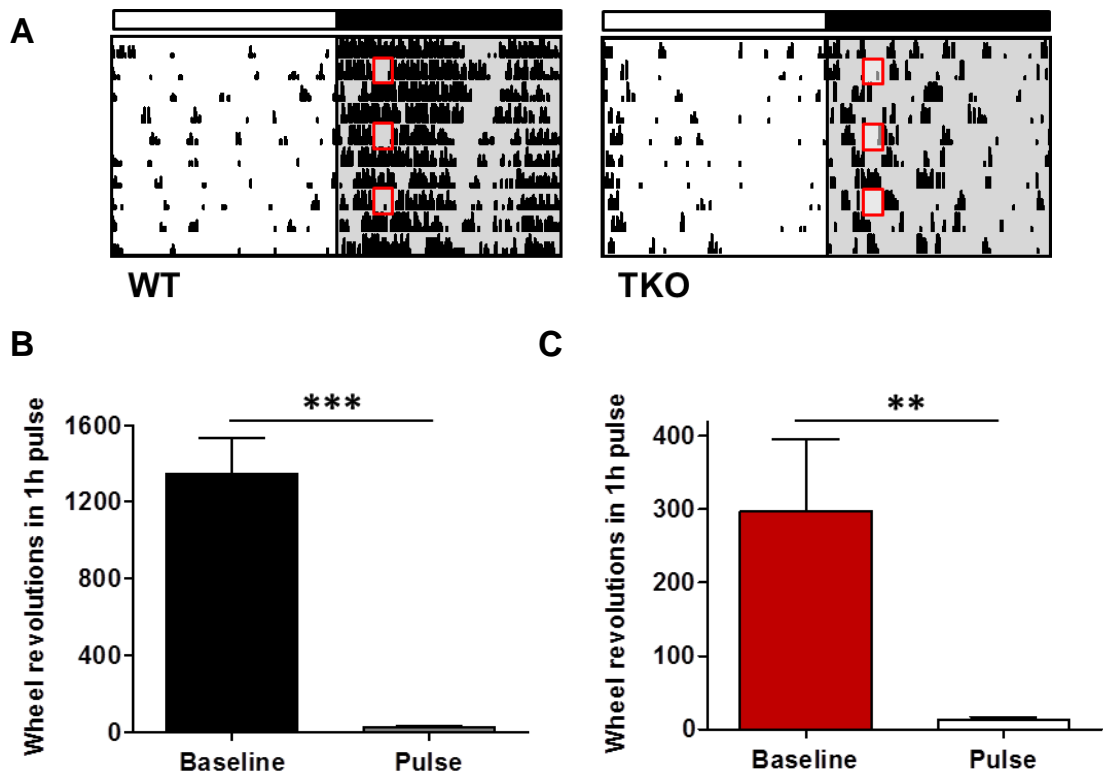 A
WT
TKO
B
Wheel revolutions in 1h pulse
1600
1200
800
400
0
***
Baseline
Pulse
C
Wheel revolutions in 1h pulse
400
300
200
100
0
**
Baseline
Pulse